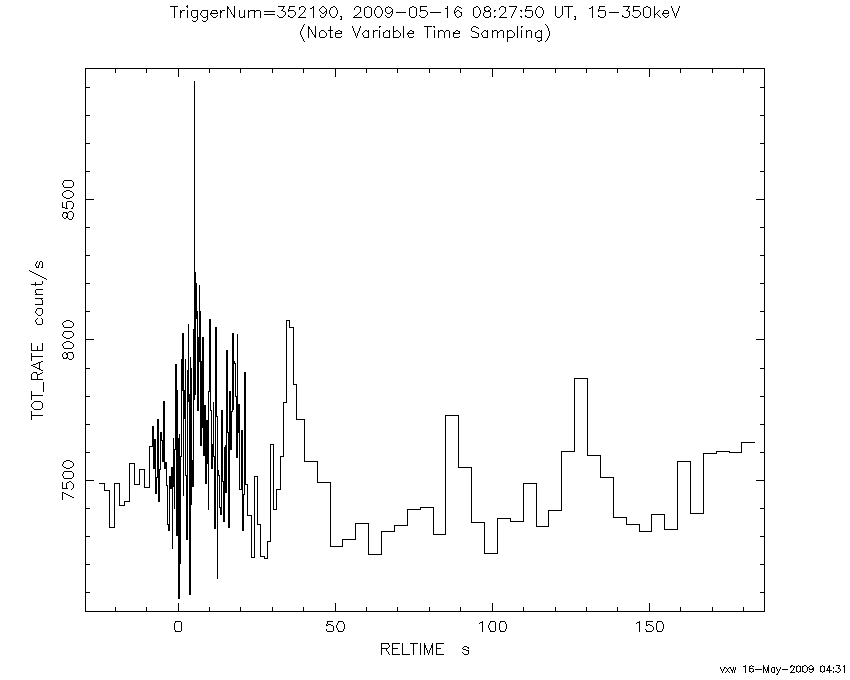 TriggerNum=352190, 2009-05-16 08:27:50 UT, 15-350keV
(Note Variable Time Sampling)
TOT_RATE count/s
8500
8000
7500
0 50 100 150
RELTIME s
vxw 16-May-2009 04:31